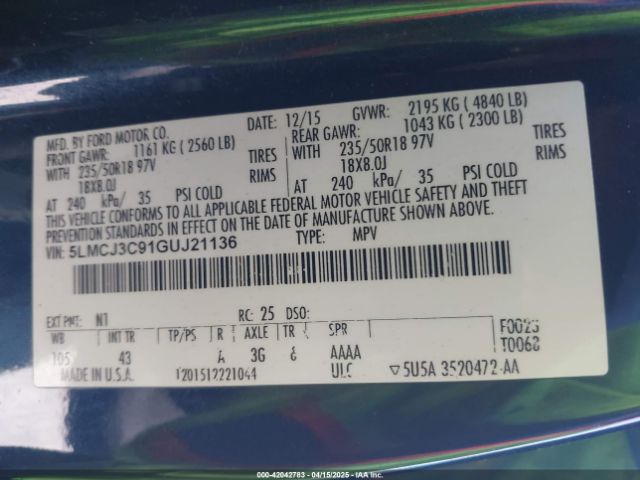 MFD. BY FORD MOTOR CO. DATE: 12/15 GVWR: 2195 KG ( 4840 LB)
FRONT GAWR: 1161 KG ( 2560 LB) REAR GAWR: 1043 KG ( 2300 LB)
WITH 235/50R18 97V TIRES WITH 235/50R18 97V TIRES
18X8.0J RIMS 18X8.0J RIMS
AT 240 kPa/ 35 PSI COLD AT 240 kPa/ 35 PSI COLD
THIS VEHICLE CONFORMS TO ALL APPLICABLE FEDERAL MOTOR VEHICLE SAFETY AND THEFT
PREVENTION STANDARDS IN EFFECT ON THE DATE OF MANUFACTURE SHOWN ABOVE.
VIN: 5LMCJ3C91GUJ21136 TYPE: MPV
EXT PNT: N1 RC: 25 DSO:
WB INT TR TP/PS R AXLE TR SPR F0023
105 43 A 3G 6 AAAA T0068
MADE IN U.S.A. ULC ▽5U5A 3520472-AA
000-42042783 - 04/15/2025 - IAA Inc.